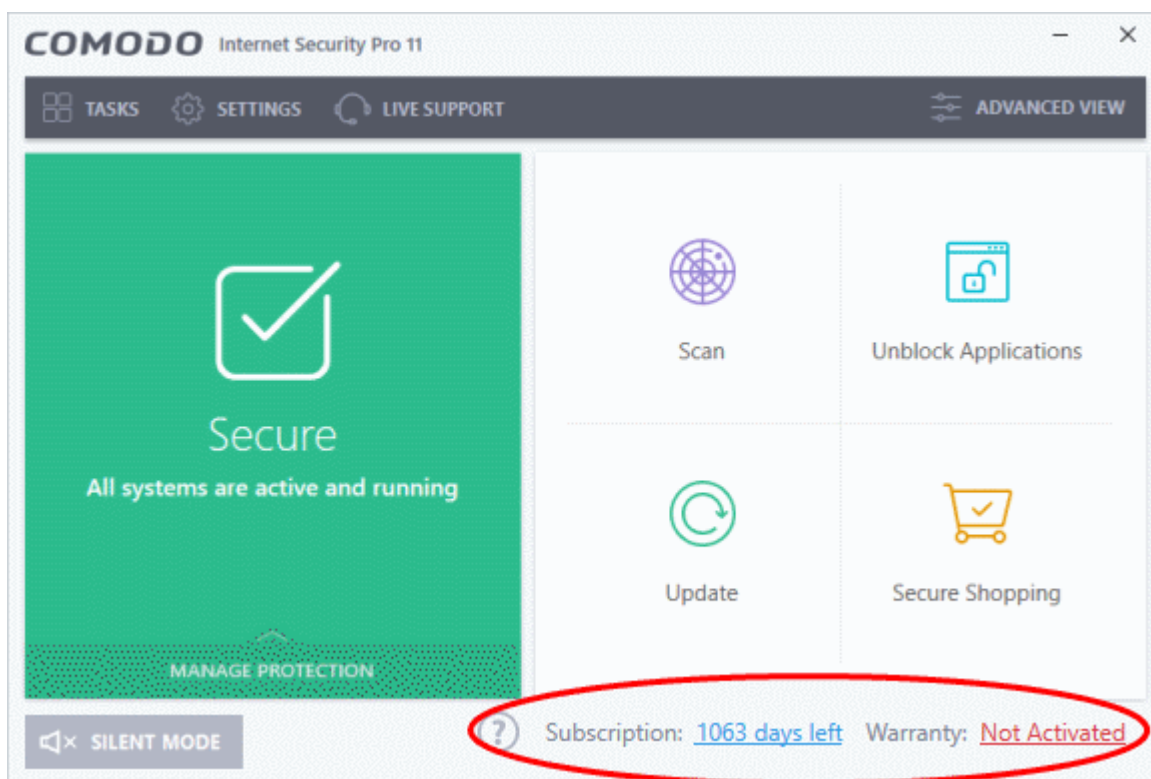 COMODO Internet Security Pro 11
TASKS SETTINGS LIVE SUPPORT ADVANCED VIEW
Secure
All systems are active and running
MANAGE PROTECTION
Scan
Unblock Applications
Update
Secure Shopping
SILENT MODE
? Subscription: 1063 days left Warranty: Not Activated